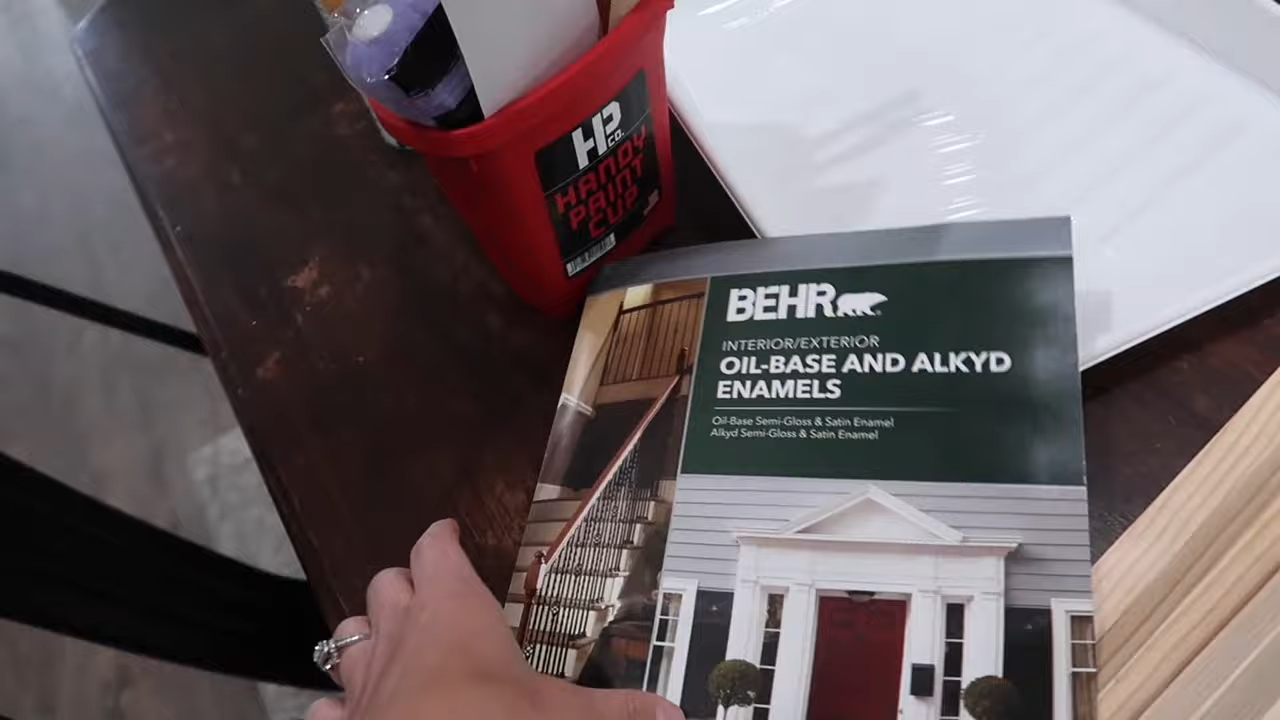 HP
CO.
HANDY
PAINT
CUP
BEHR
INTERIOR/EXTERIOR
OIL-BASE AND ALKYD
ENAMELS
Oil-Base Semi-Gloss & Satin Enamel
Alkyd Semi-Gloss & Satin Enamel